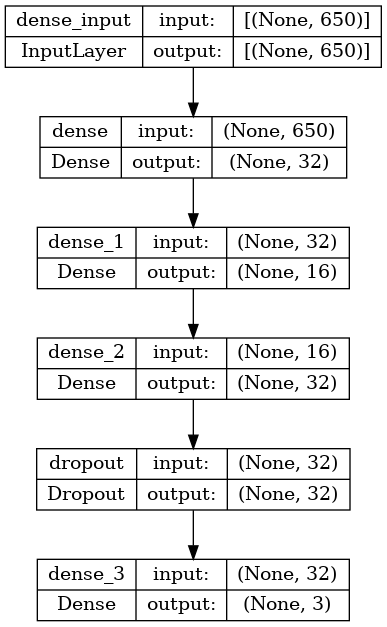 dense_input input: [(None, 650)]
InputLayer output: [(None, 650)]
dense input: (None, 650)
Dense output: (None, 32)
dense_1 input: (None, 32)
Dense output: (None, 16)
dense_2 input: (None, 16)
Dense output: (None, 32)
dropout input: (None, 32)
Dropout output: (None, 32)
dense_3 input: (None, 32)
Dense output: (None, 3)